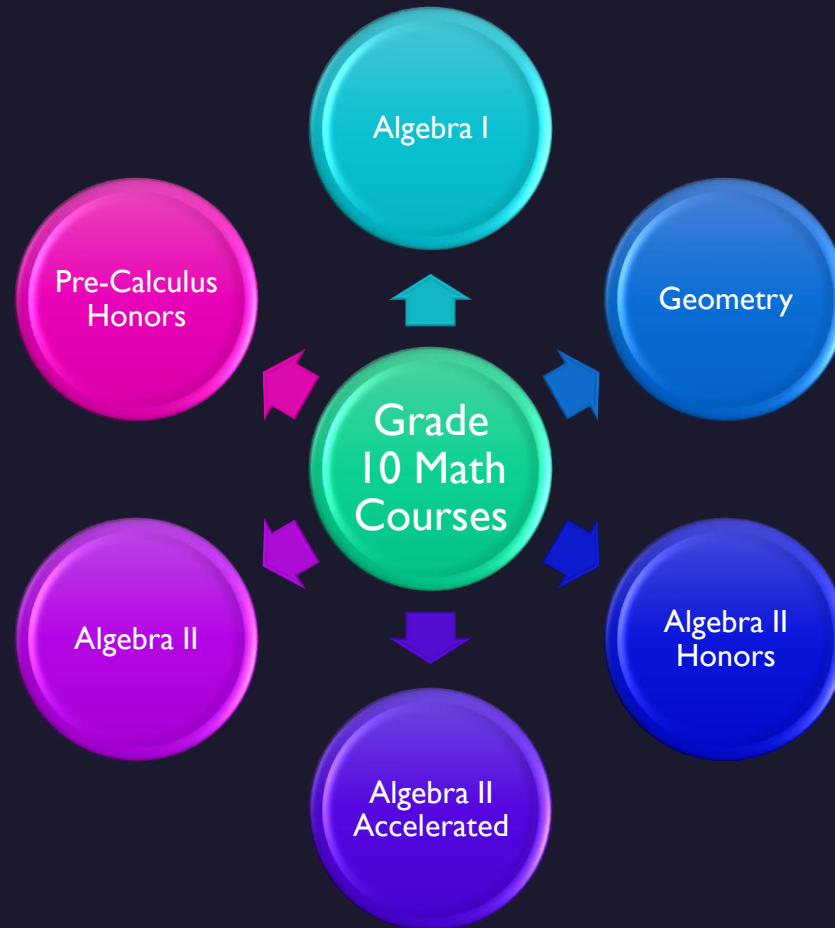 Algebra I
Pre-Calculus
Honors
Geometry
Grade
10 Math
Courses
Algebra II
Algebra II
Honors
Algebra II
Accelerated